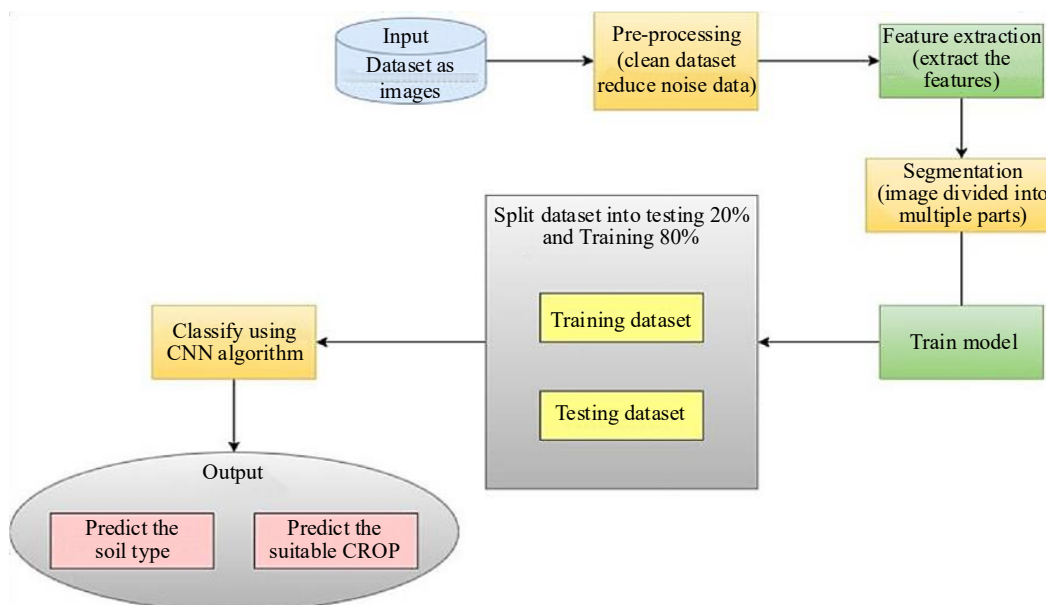 Input
Dataset as
images
Pre-processing
(clean dataset
reduce noise data)
Feature extraction
(extract the
features)
Segmentation
(image divided into
multiple parts)
Train model
Split dataset into testing 20%
and Training 80%
Training dataset
Testing dataset
Classify using
CNN algorithm
Output
Predict the
soil type
Predict the
suitable CROP